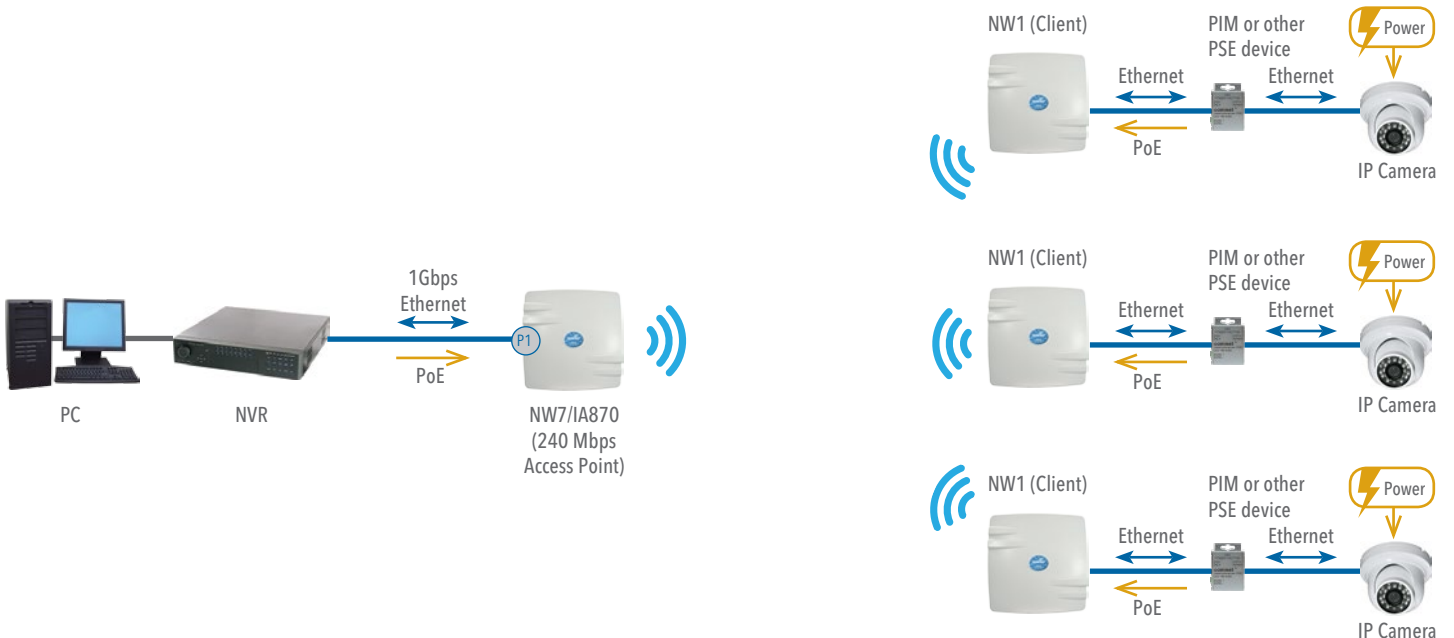 NW1 (Client)
PIM or other
PSE device
Power
Ethernet
Ethernet
PoE
IP Camera
1Gbps
Ethernet
P1
PoE
PC
NVR
NW7/IA870
(240 Mbps
Access Point)
NW1 (Client)
PIM or other
PSE device
Power
Ethernet
Ethernet
PoE
IP Camera
NW1 (Client)
PIM or other
PSE device
Power
Ethernet
Ethernet
PoE
IP Camera